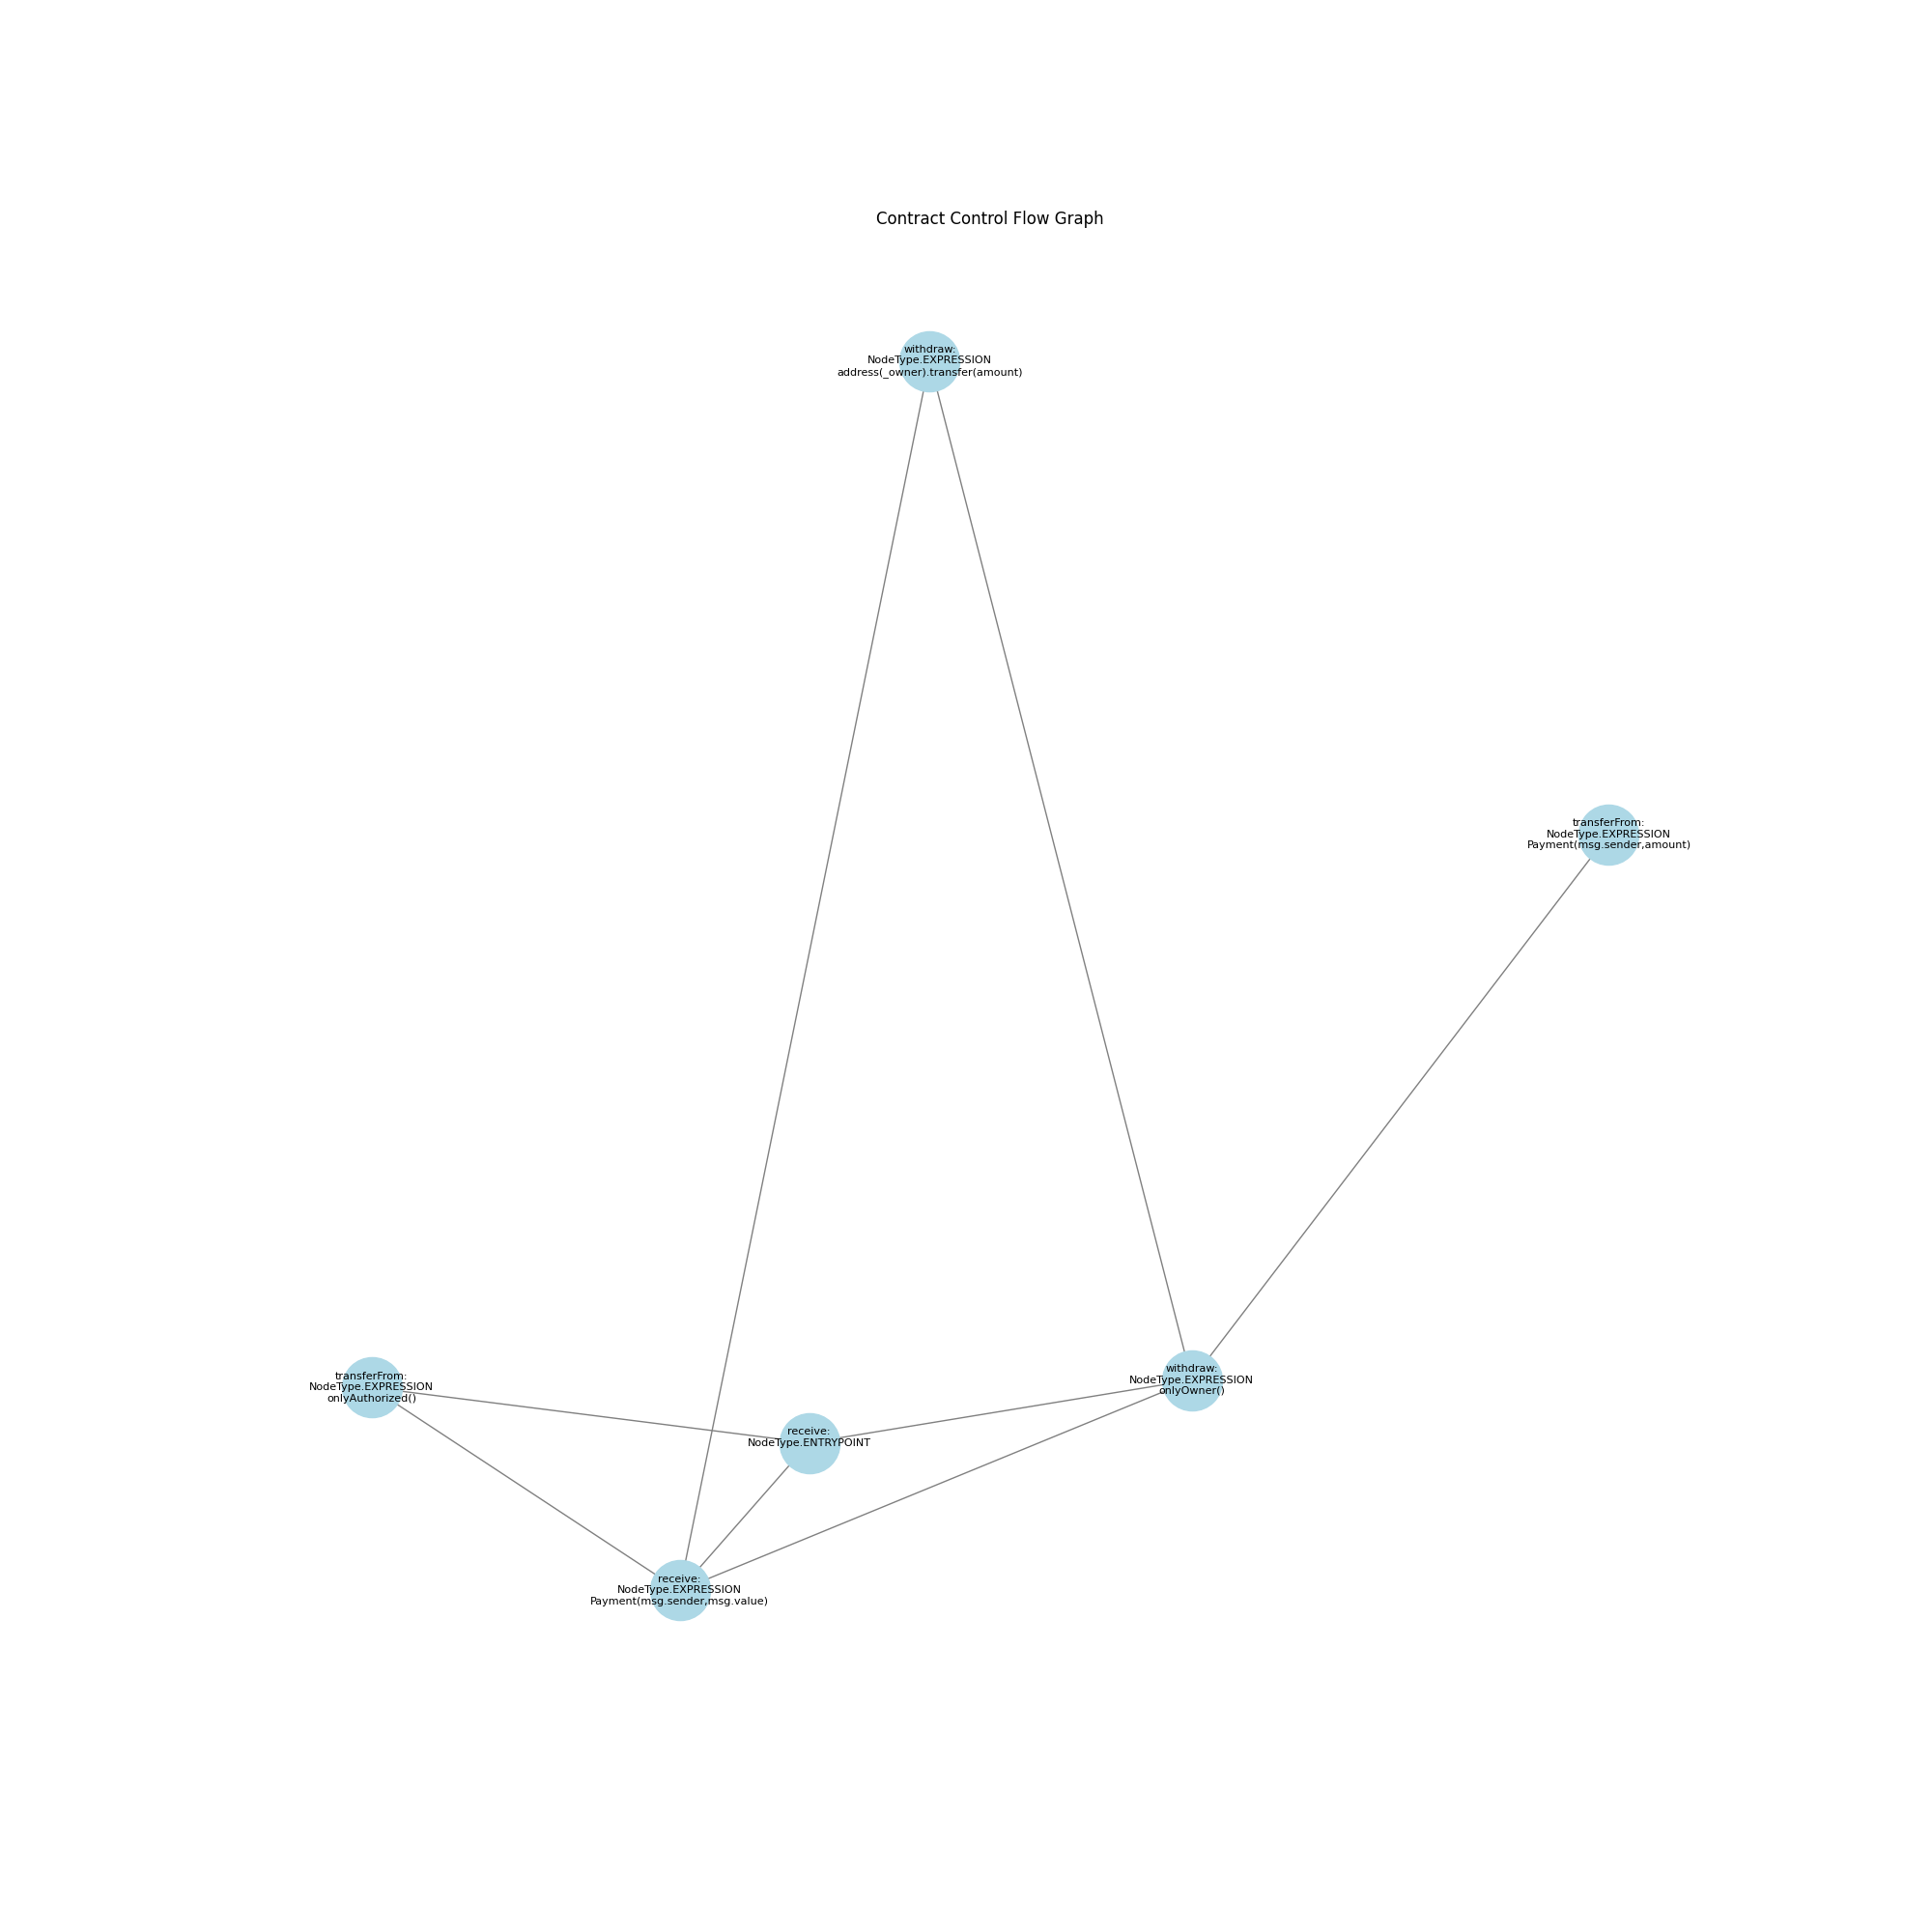 Contract Control Flow Graph
withdraw:
NodeType.EXPRESSION
address(_owner).transfer(amount)
transferFrom:
NodeType.EXPRESSION
Payment(msg.sender,amount)
withdraw:
NodeType.EXPRESSION
onlyOwner()
transferFrom:
NodeType.EXPRESSION
onlyAuthorized()
receive:
NodeType.ENTRYPOINT
receive:
NodeType.EXPRESSION
Payment(msg.sender,msg.value)